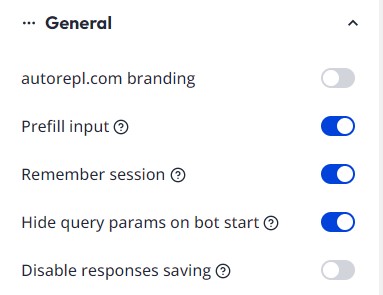 General
autorepl.com branding
Prefill input
Remember session
Hide query params on bot start
Disable responses saving